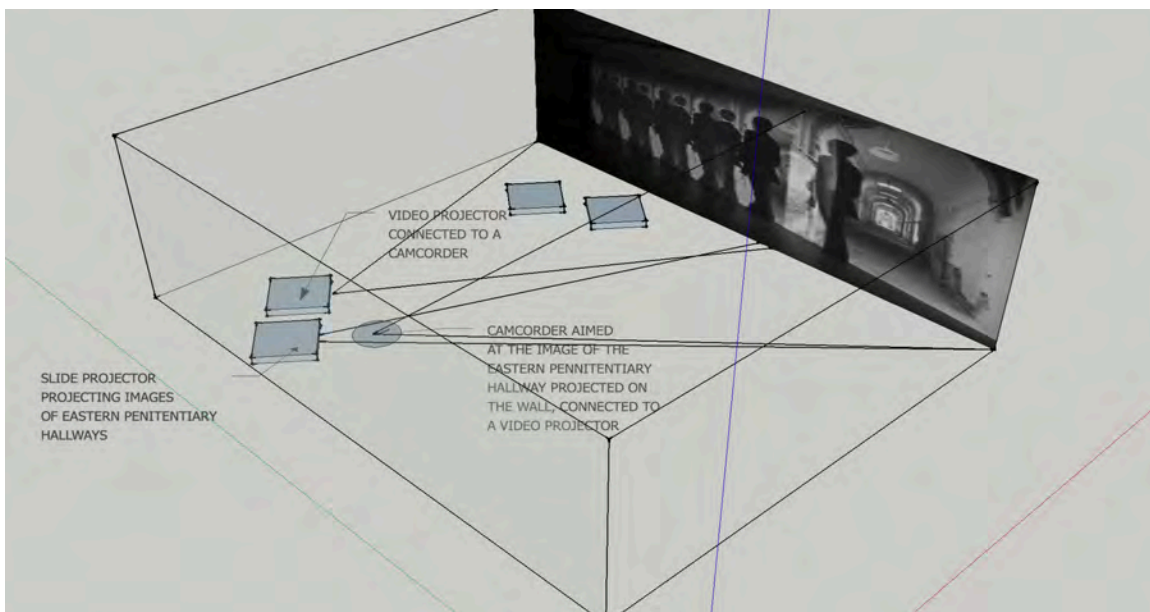 VIDEO PROJECTOR
CONNECTED TO A
CAMCORDER
CAMCORDER AIMED
AT THE IMAGE OF THE
EASTERN PENNITENTIARY
HALLWAY PROJECTED ON
THE WALL, CONNECTED TO
A VIDEO PROJECTOR
SLIDE PROJECTOR
PROJECTING IMAGES
OF EASTERN PENITENTIARY
HALLWAYS